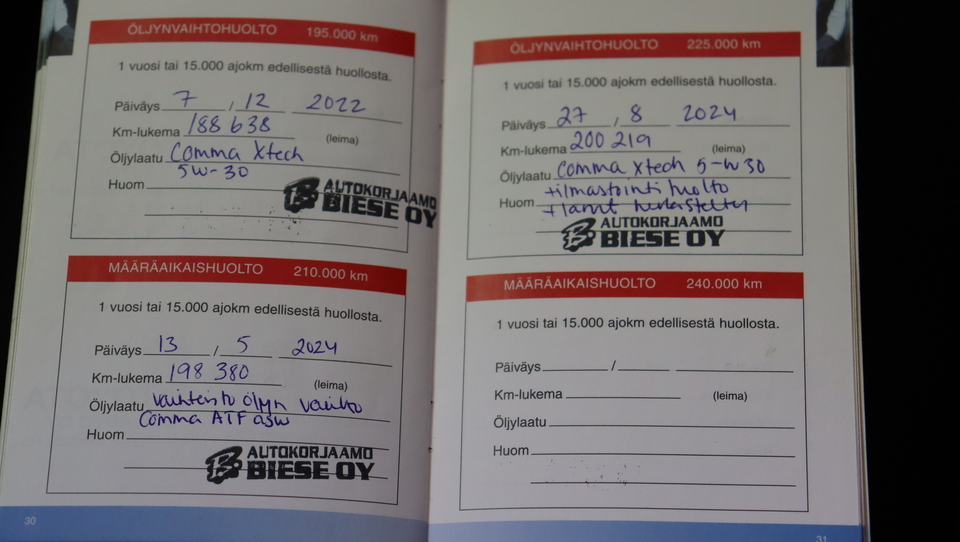 ÖLJYNVAIHTOHUOLTO 195.000 km
1 vuosi tai 15.000 ajokm edellisestä huollosta.
Päiväys 7 / 12 2022
Km-lukema 188 638 (leima)
Öljylaatu Comma Xtech
5W-30
Huom
AUTOKORJAAMO
BIESE OY
MÄÄRÄAIKAISHUOLTO 210.000 km
1 vuosi tai 15.000 ajokm edellisestä huollosta.
Päiväys 13 / 5 2024
Km-lukema 198 380 (leima)
Öljylaatu vaihteisto öljyn vaihto
Comma ATF asw
Huom
AUTOKORJAAMO
BIESE OY
30
ÖLJYNVAIHTOHUOLTO 225.000 km
1 vuosi tai 15.000 ajokm edellisestä huollosta.
Päiväys 27 / 8 2024
Km-lukema 200 219 (leima)
Öljylaatu Comma Xtech 5-W 30
+ilmastointi huolto
Huom
AUTOKORJAAMO
BIESE OY
MÄÄRÄAIKAISHUOLTO 240.000 km
1 vuosi tai 15.000 ajokm edellisestä huollosta.
Päiväys /
Km-lukema (leima)
Öljylaatu
Huom
31